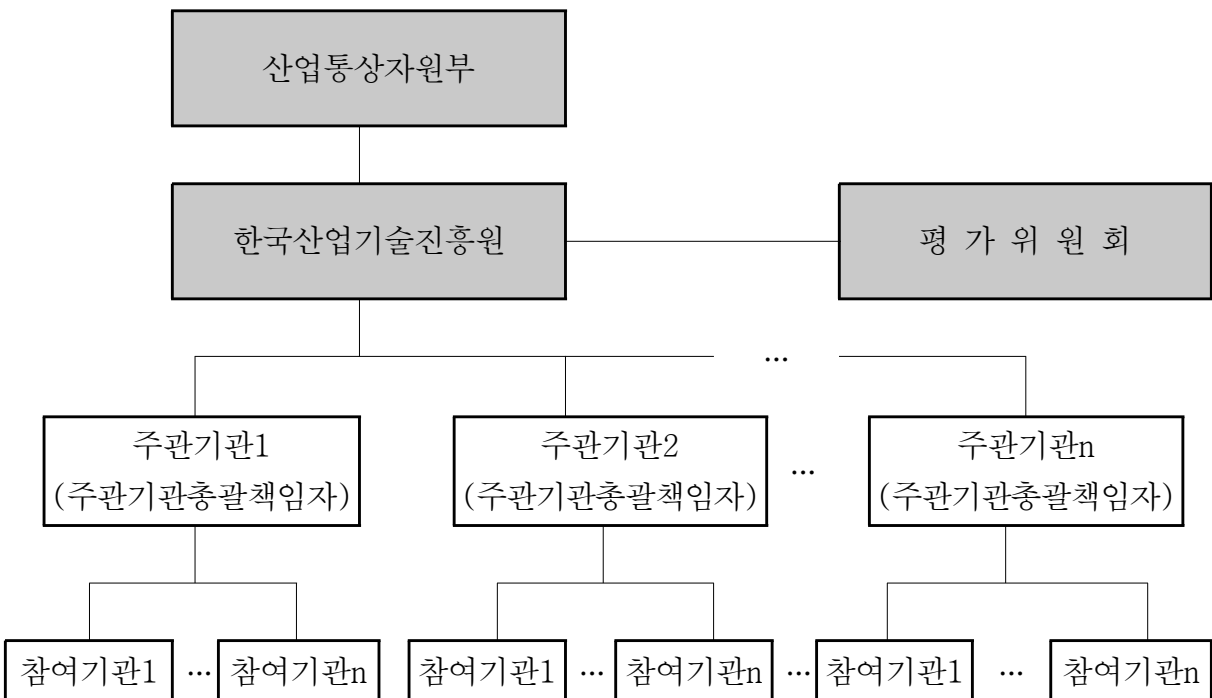 산업통상자원부
한국산업기술진흥원
평 가 위 원 회
...
주관기관1
(주관기관총괄책임자)
주관기관2
(주관기관총괄책임자)
...
주관기관n
(주관기관총괄책임자)
참여기관1 ... 참여기관n 참여기관1 ... 참여기관n ... 참여기관1 ... 참여기관n